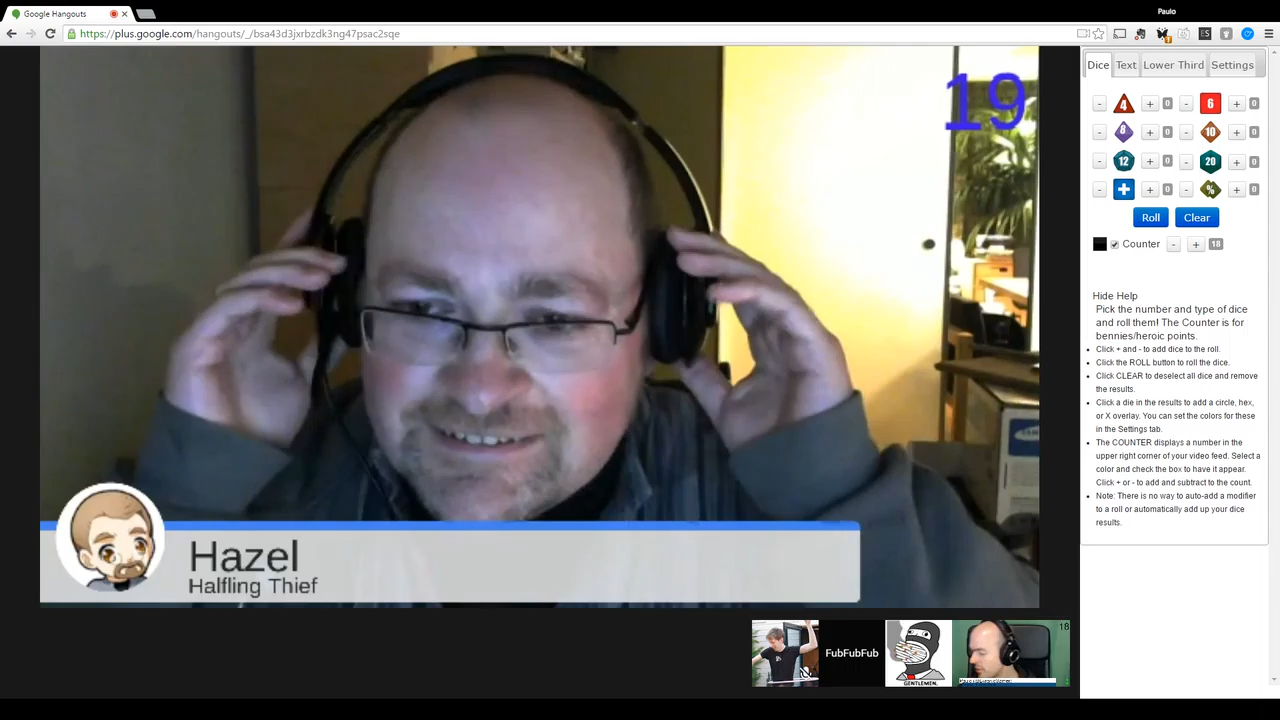 Paulo
Google Hangouts
https://plus.google.com/hangouts/_/bsa43d3jxrbzdk3ng47psac2sqe
19
Hazel
Halfling Thief
FubFubFub
GENTLEMEN.
18
Dice Text Lower Third Settings
- 4 + 0 - 6 + 0
- 8 + 0 - 10 + 0
- 12 + 0 - 20 + 0
- + + 0 - % + 0
Roll Clear
Counter - + 18
Hide Help
Pick the number and type of dice
and roll them! The Counter is for
bennies/heroic points.
Click + and - to add dice to the roll.
Click the ROLL button to roll the dice.
Click CLEAR to deselect all dice and remove
the results.
Click a die in the results to add a circle, hex,
or X overlay. You can set the colors for these
in the Settings tab.
The COUNTER displays a number in the
upper right corner of your video feed. Select a
color and check the box to have it appear.
Click + or - to add and subtract to the count.
Note: There is no way to auto-add a modifier
to a roll or automatically add up your dice
results.